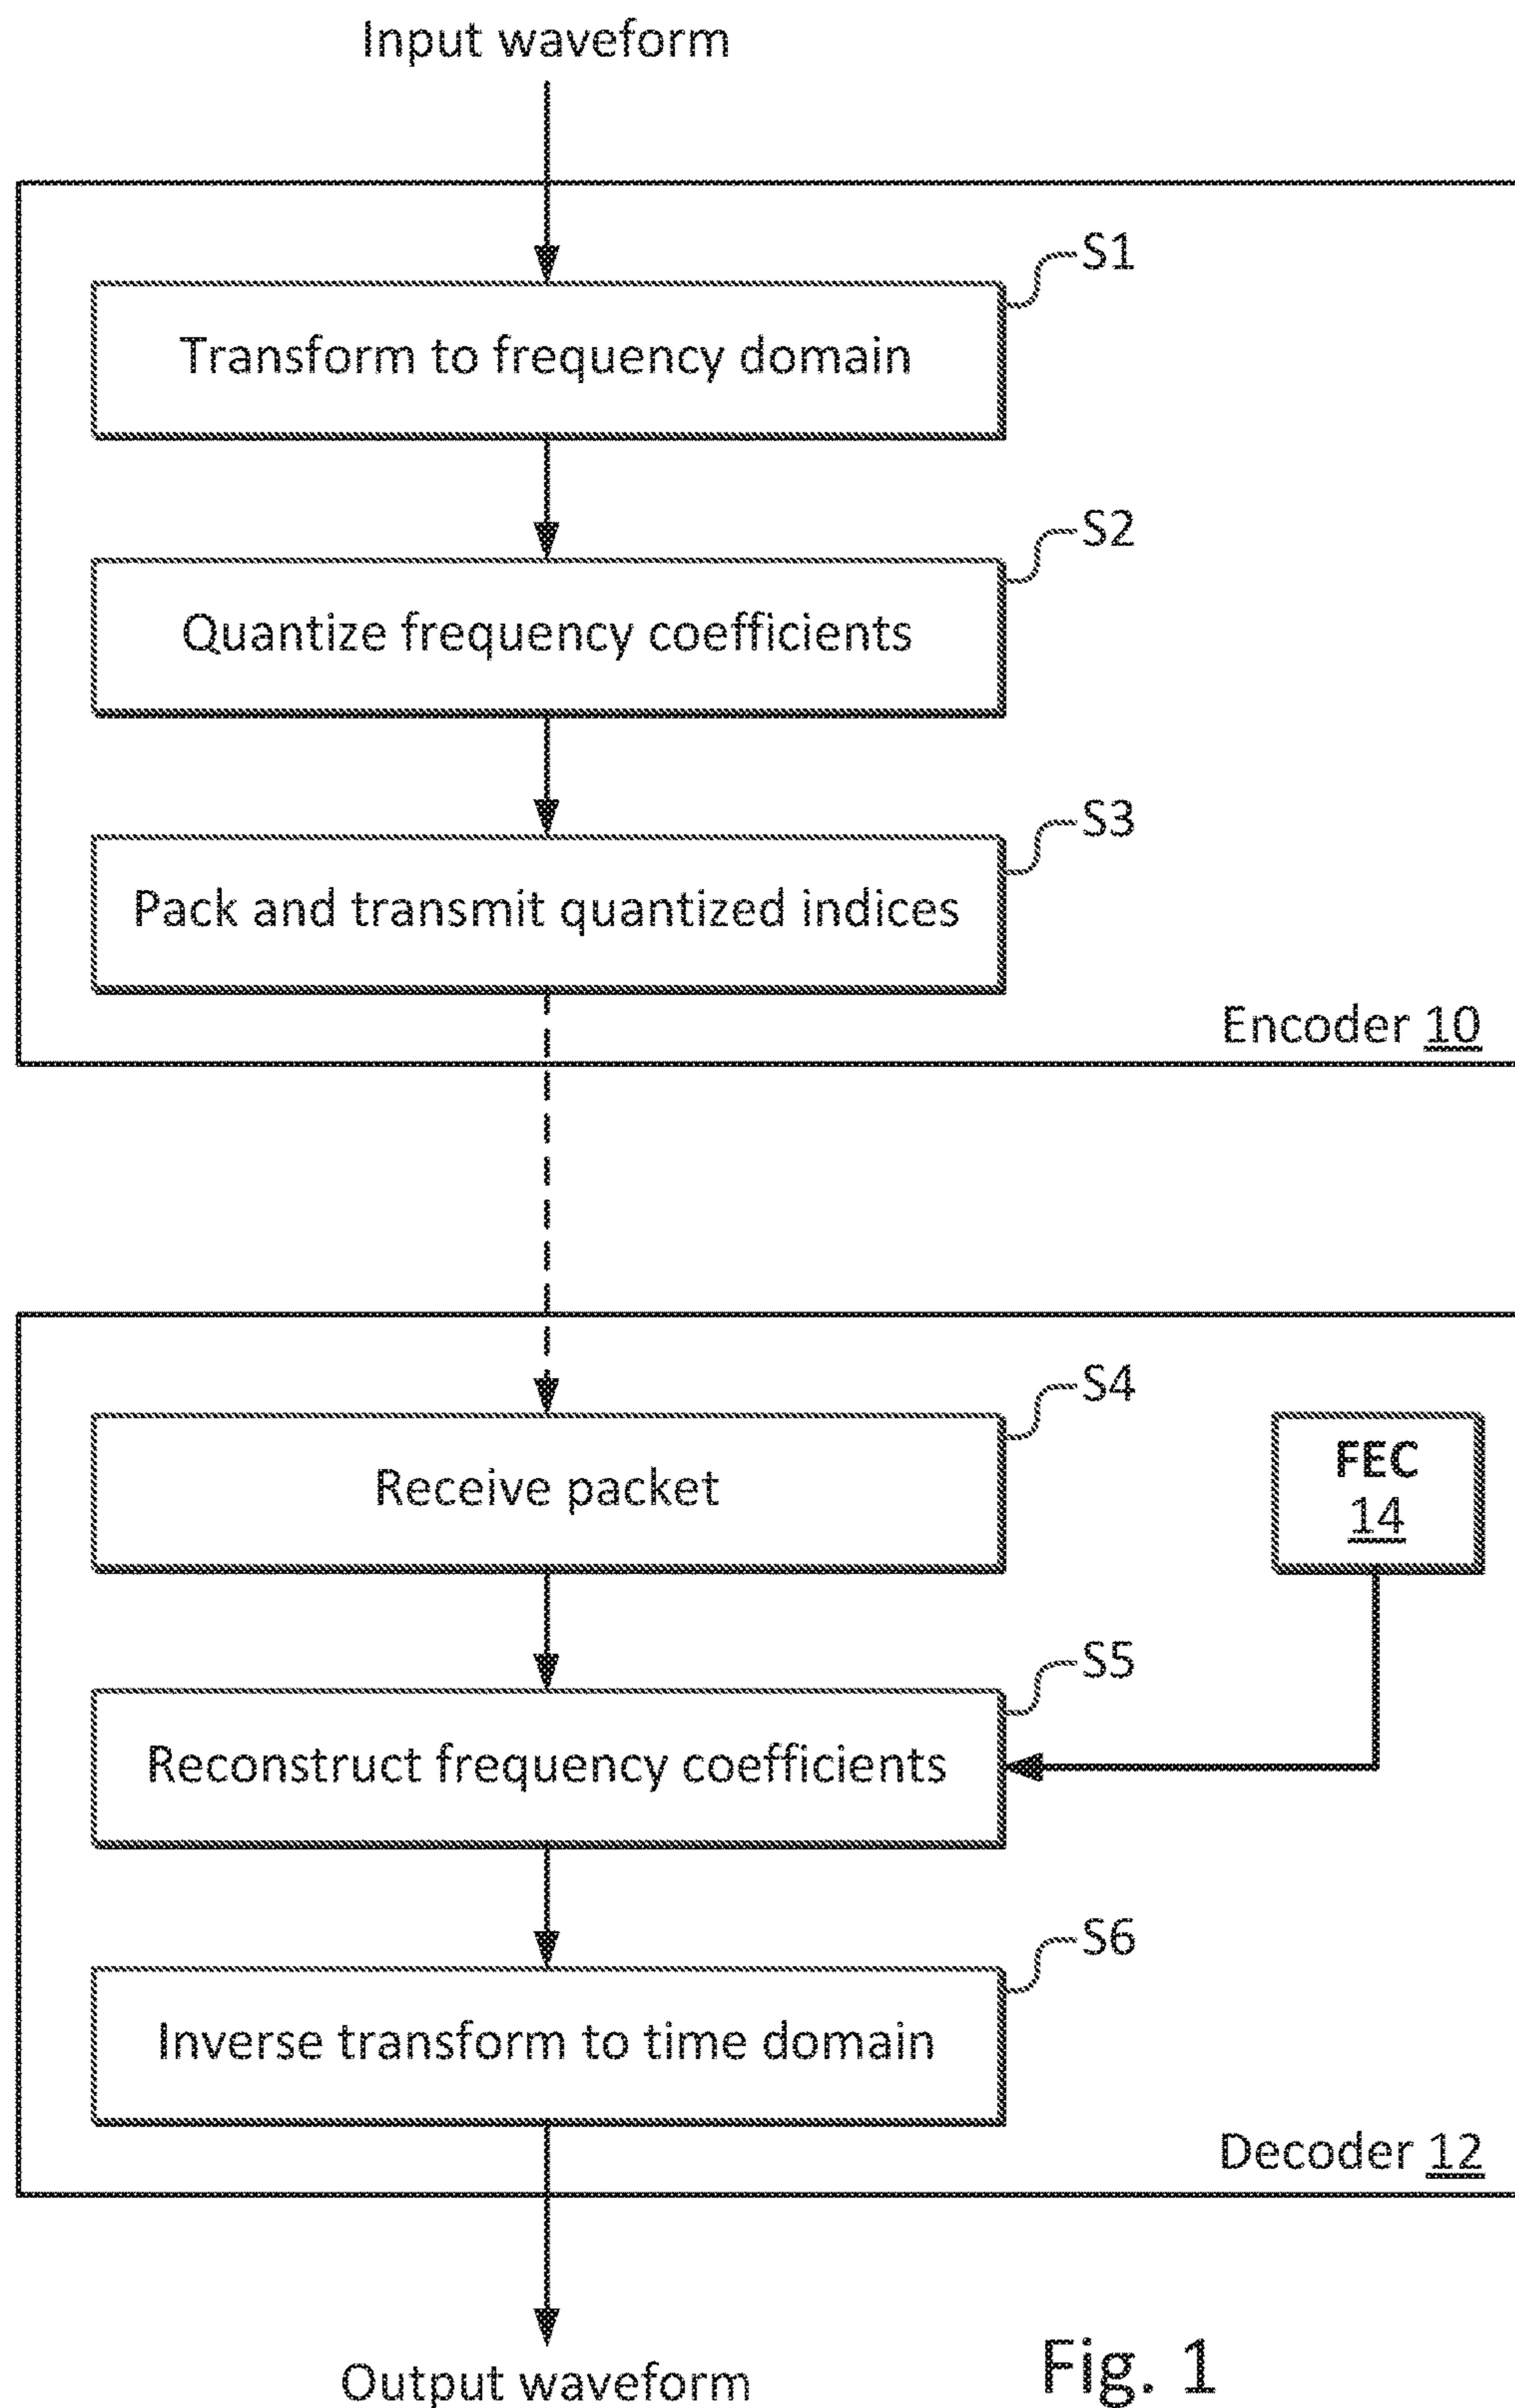 Input waveform
S1
Transform to frequency domain
S2
Quantize frequency coefficients
S3
Pack and transmit quantized indices
Encoder 10
S4
Receive packet
FEC
14
S5
Reconstruct frequency coefficients
S6
Inverse transform to time domain
Decoder 12
Output waveform
Fig. 1